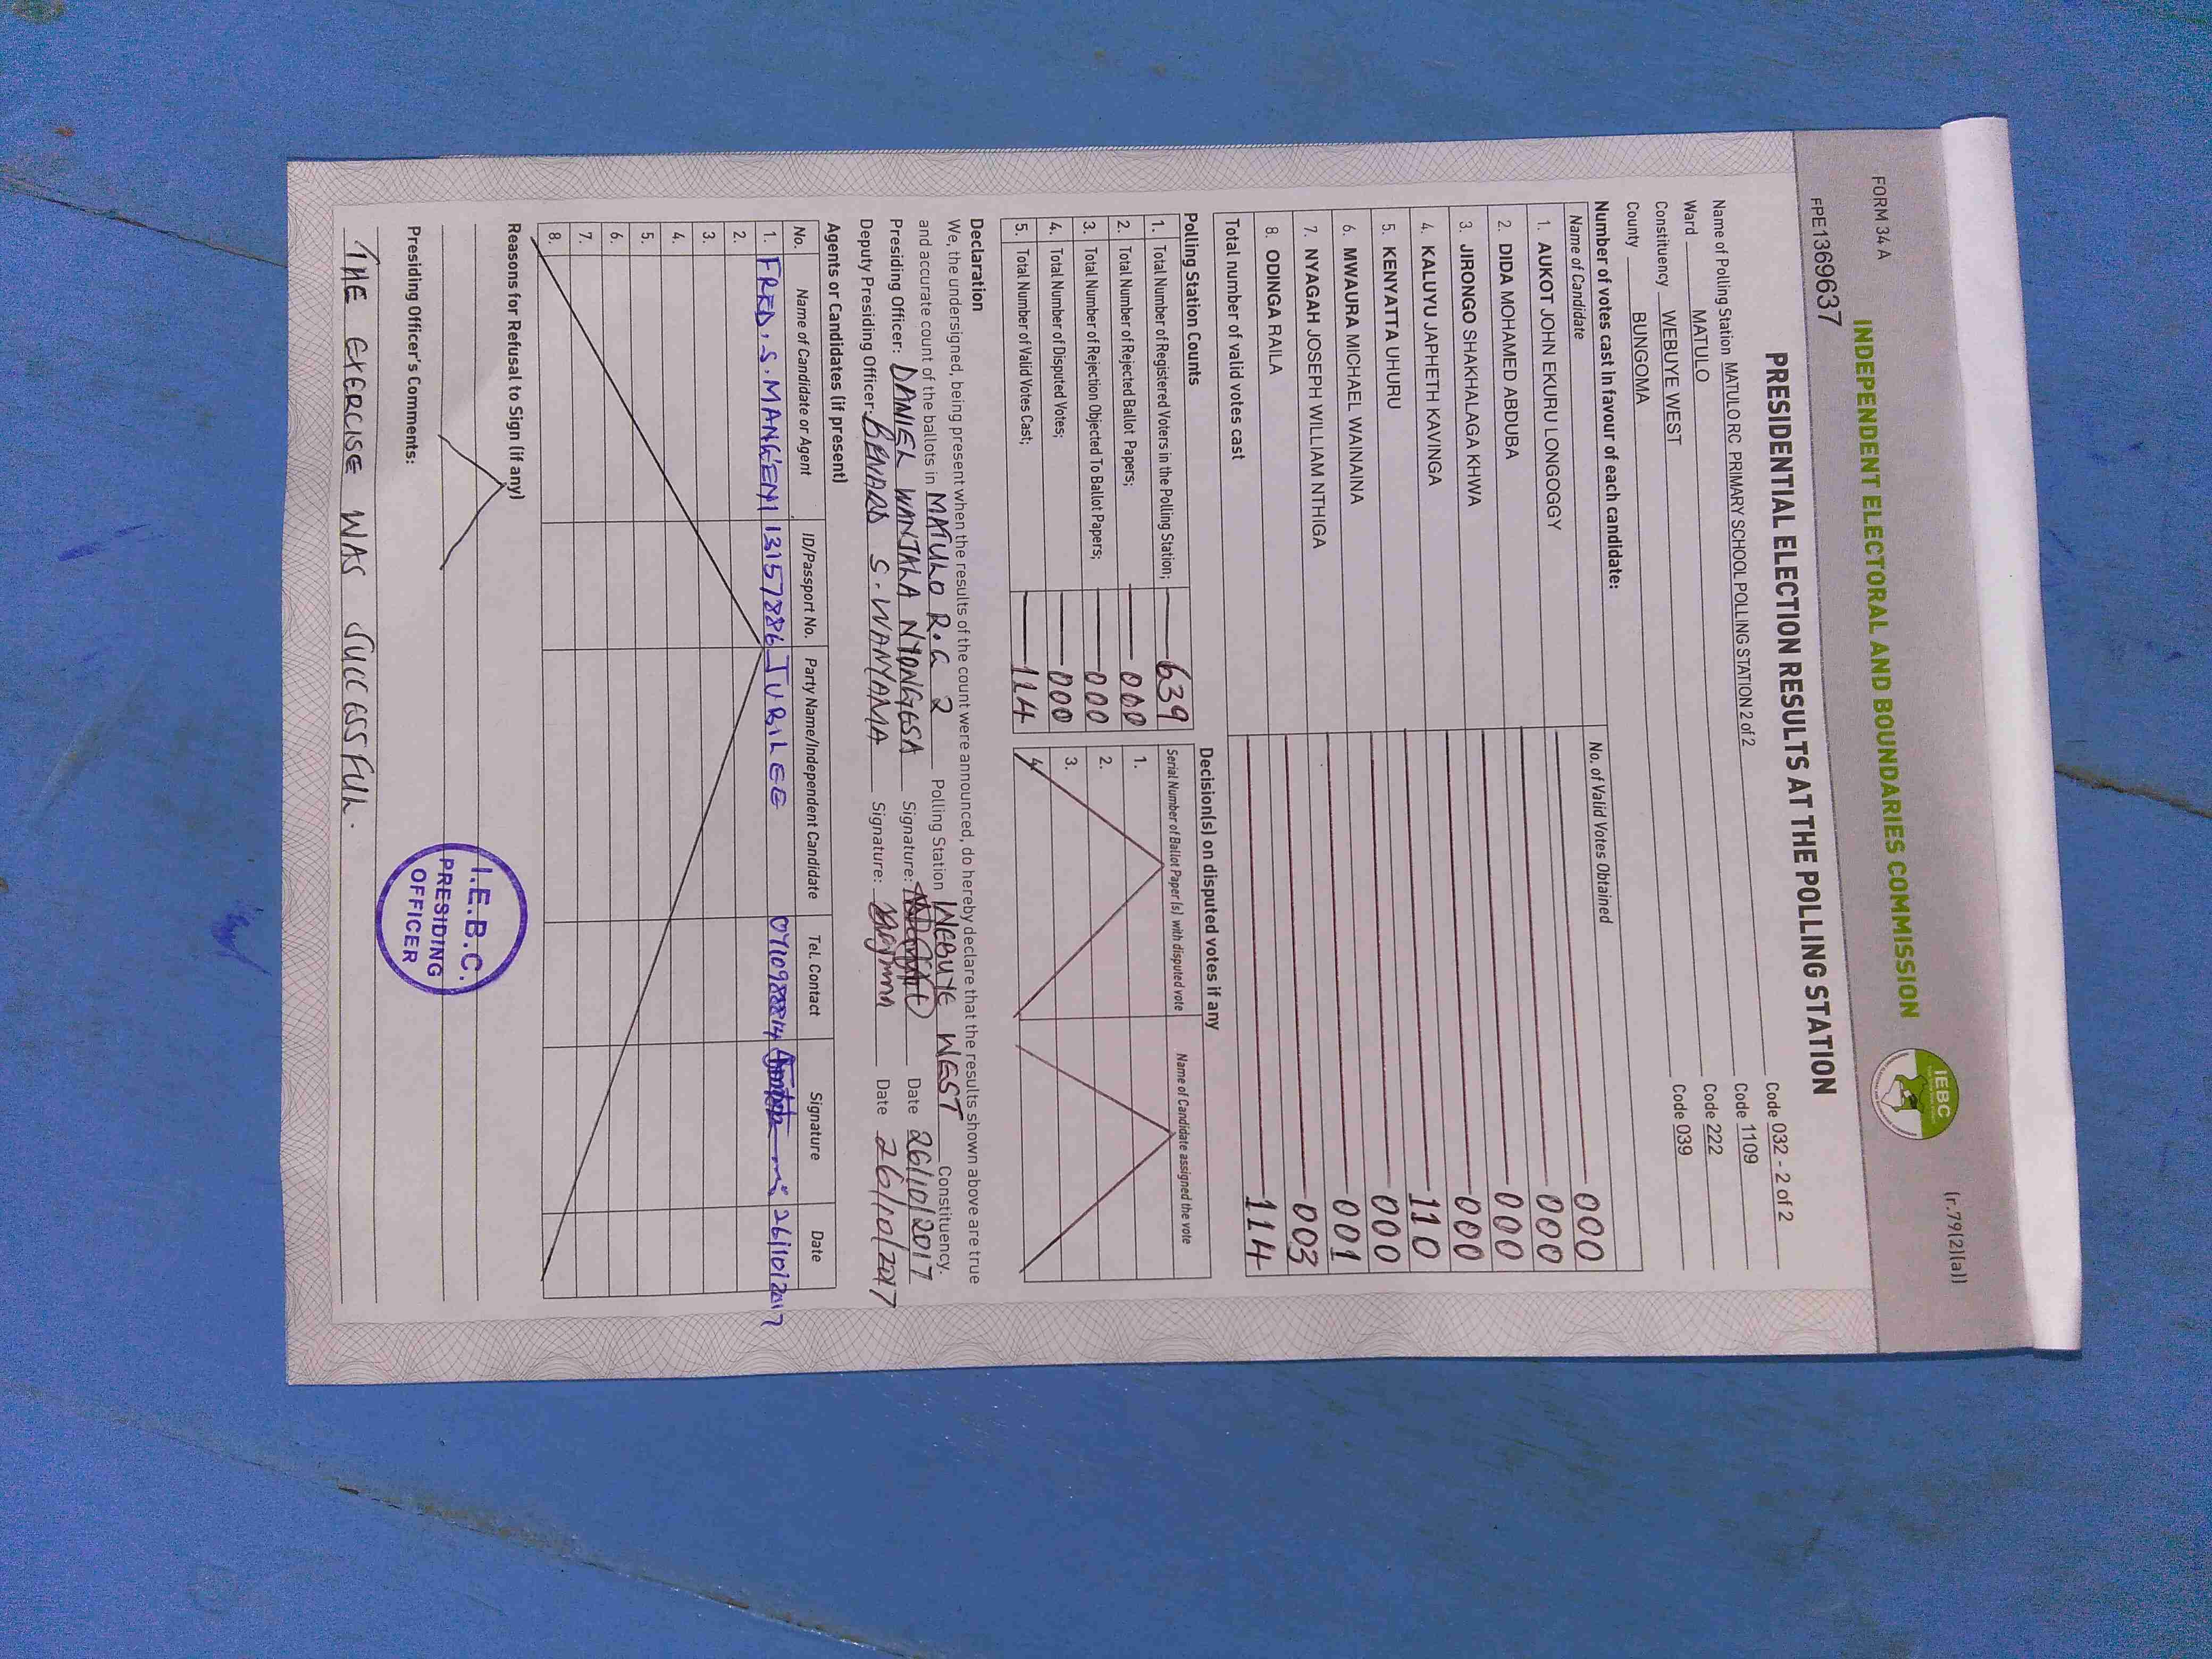 FORM 34 A
(r.79(2)(a))
INDEPENDENT ELECTORAL AND BOUNDARIES COMMISSION
IEBC
FPE1369637
PRESIDENTIAL ELECTION RESULTS AT THE POLLING STATION
Name of Polling Station MATULO RC PRIMARY SCHOOL POLLING STATION 2 of 2 Code 032 - 2 of 2
Ward MATULO Code 1109
Constituency WEBUYE WEST Code 222
County BUNGOMA Code 039
Number of votes cast in favour of each candidate:
Name of Candidate No. of Valid Votes Obtained
1. AUKOT JOHN EKURU LONGOGGY 000
2. DIDA MOHAMED ABDUBA 000
3. JIRONGO SHAKHALAGA KHWA 000
4. KALUYU JAPHETH KAVINGA 000
5. KENYATTA UHURU 110
6. MWAURA MICHAEL WAINAINA 000
7. NYAGAH JOSEPH WILLIAM NTHIGA 001
8. ODINGA RAILA 003
Total number of valid votes cast 114
Polling Station Counts
1. Total Number of Registered Voters in the Polling Station; 639
2. Total Number of Rejected Ballot Papers; 000
3. Total Number of Rejection Objected To Ballot Papers; 000
4. Total Number of Disputed Votes; 000
5. Total Number of Valid Votes Cast; 114
Decision(s) on disputed votes if any
Serial Number of Ballot Paper (s) with disputed vote Name of Candidate assigned the vote
1.
2.
3.
4
Declaration
We, the undersigned, being present when the results of the count were announced, do hereby declare that the results shown above are true
and accurate count of the ballots in MATULO R.C 2 Polling Station WEBUYE WEST Constituency.
Presiding Officer: DANIEL WANJALA NYONGESA Signature: Date 26/10/2017
Deputy Presiding Officer: BENARD S. WANYAMA Signature: Date 26/10/2017
Agents or Candidates (if present)
No. Name of Candidate or Agent ID/Passport No. Party Name/Independent Candidate Tel. Contact Signature Date
1. FRED. S. MANG'ENY 13157886 JUBILEE 0710988814 26/10/2017
2.
3.
4.
5.
6.
7.
8.
Reasons for Refusal to Sign (if any)
Presiding Officer's Comments:
THE EXERCISE WAS SUCCESSFUL.
I.E.B.C.
PRESIDING
OFFICER